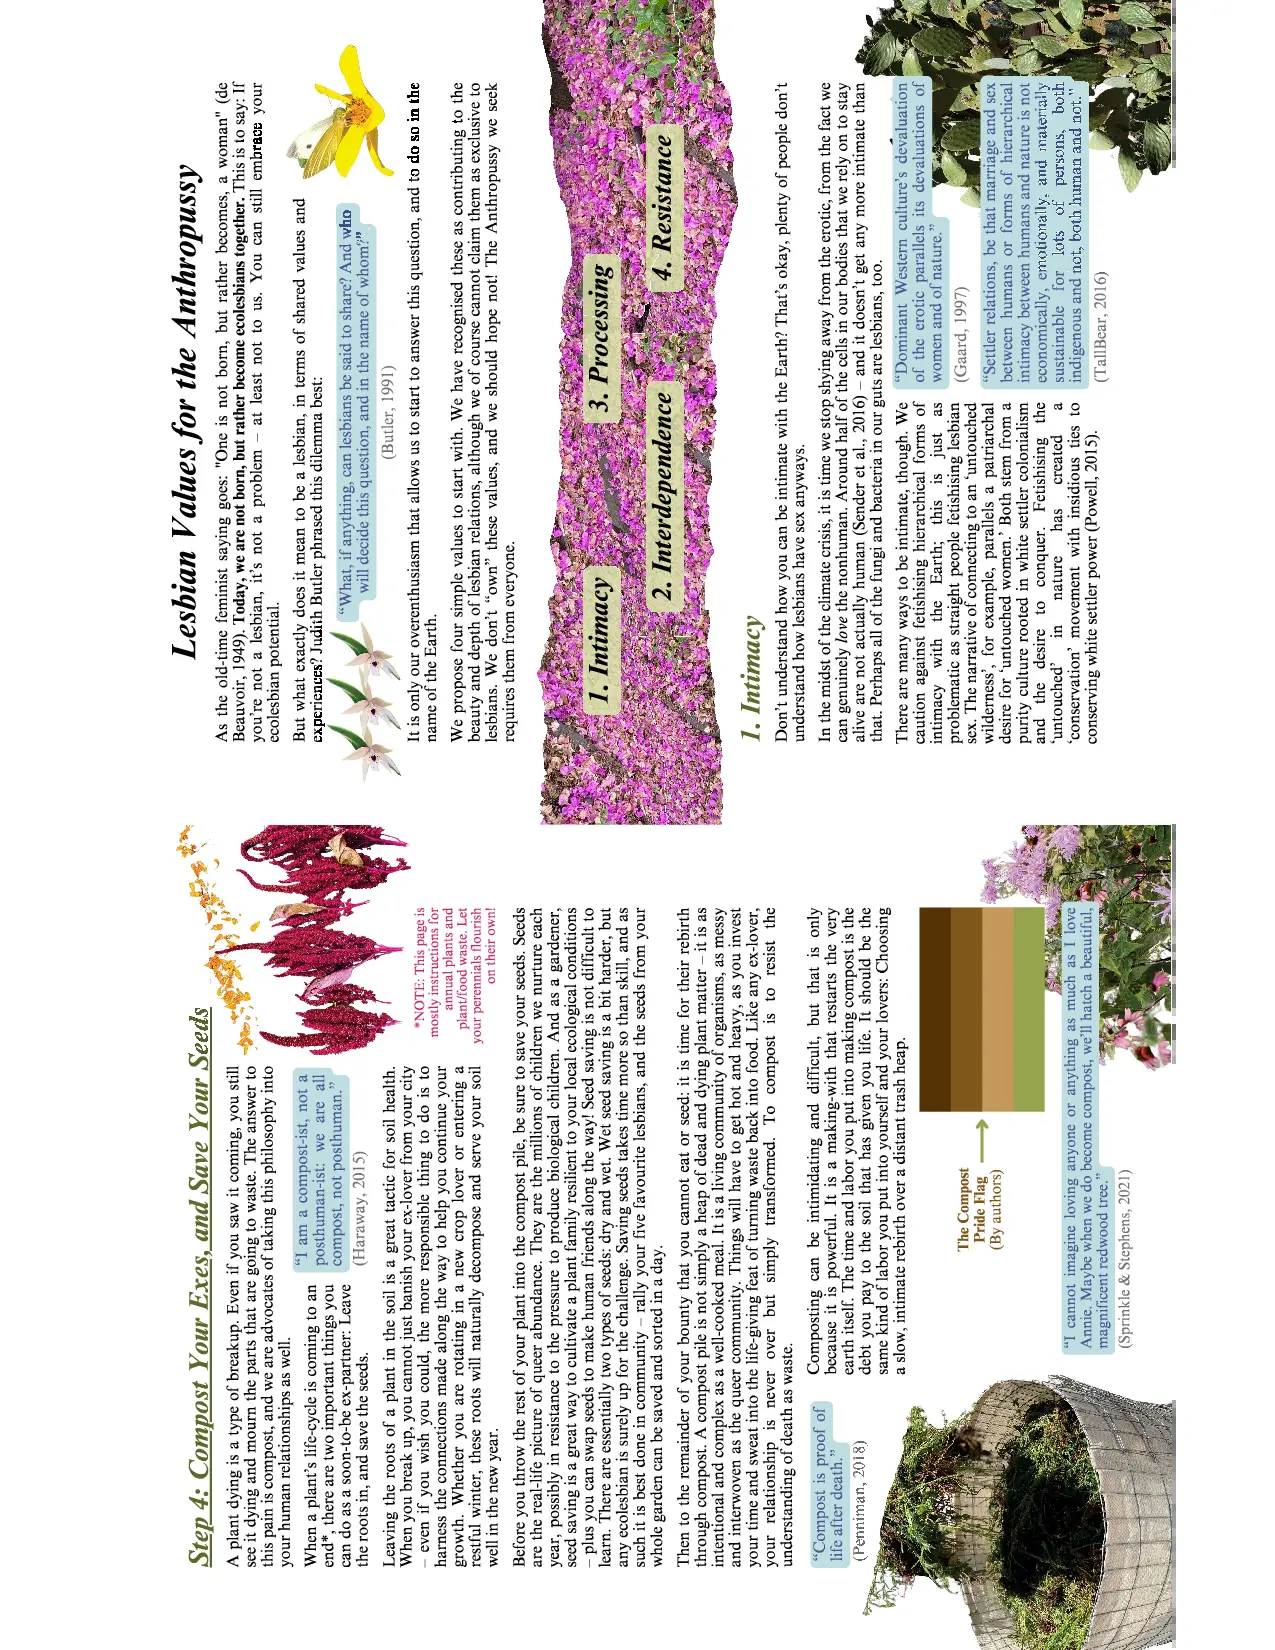 Step 4: Compost Your Exes, and Save Your Seeds
A plant dying is a type of breakup. Even if you saw it coming, you still
see it dying and mourn the parts that are going to waste. The answer to
this pain is compost, and we are advocates of taking this philosophy into
your human relationships as well.
When a plant’s life-cycle is coming to an
end*, there are two important things you
can do as a soon-to-be ex-partner: Leave
the roots in, and save the seeds.
“I am a compost-ist, not a
posthuman-ist: we are all
compost, not posthuman.”
(Haraway, 2015)
Leaving the roots of a plant in the soil is a great tactic for soil health.
When you break up, you cannot just banish your ex-lover from your city
– even if you wish you could, the more responsible thing to do is to
harness the connections made along the way to help you continue your
growth. Whether you are rotating in a new crop lover or entering a
restful winter, these roots will naturally decompose and serve your soil
well in the new year.
*NOTE: This page is
mostly instructions for
annual plants and
plant/food waste. Let
your perennials flourish
on their own!
Before you throw the rest of your plant into the compost pile, be sure to save your seeds. Seeds
are the real-life picture of queer abundance. They are the millions of children we nurture each
year, possibly in resistance to the pressure to produce biological children. And as a gardener,
seed saving is a great way to cultivate a plant family resilient to your local ecological conditions
– plus you can swap seeds to make human friends along the way! Seed saving is not difficult to
learn. There are essentially two types of seeds: dry and wet. Wet seed saving is a bit harder, but
any ecolesbian is surely up for the challenge. Saving seeds takes time more so than skill, and as
such it is best done in community – rally your five favourite lesbians, and the seeds from your
whole garden can be saved and sorted in a day.
Then to the remainder of your bounty that you cannot eat or seed: it is time for their rebirth
through compost. A compost pile is not simply a heap of dead and dying plant matter – it is as
intentional and complex as a well-cooked meal. It is a living community of organisms, as messy
and interwoven as the queer community. Things will have to get hot and heavy, as you invest
your time and sweat into the life-giving feat of turning waste back into food. Like any ex-lover,
your relationship is never over but simply transformed. To compost is to resist the
understanding of death as waste.
“Compost is proof of
life after death.”
(Penniman, 2018)
Composting can be intimidating and difficult, but that is only
because it is powerful. It is a making-with that restarts the very
earth itself. The time and labor you put into making compost is the
debt you pay to the soil that has given you life. It should be the
same kind of labor you put into yourself and your lovers: Choosing
a slow, intimate rebirth over a distant trash heap.
The Compost
Pride Flag
(By authors)
“I cannot imagine loving anyone or anything as much as I love
Annie. Maybe when we do become compost, we’ll hatch a beautiful,
magnificent redwood tree.”
(Sprinkle & Stephens, 2021)
Lesbian Values for the Anthropussy
As the old-time feminist saying goes: "One is not born, but rather becomes, a woman" (de
Beauvoir, 1949). Today, we are not born, but rather become ecolesbians together. This is to say: If
you’re not a lesbian, it’s not a problem – at least not to us. You can still embrace your
ecolesbian potential.
But what exactly does it mean to be a lesbian, in terms of shared values and
experiences? Judith Butler phrased this dilemma best:
“What, if anything, can lesbians be said to share? And who
will decide this question, and in the name of whom?”
(Butler, 1991)
It is only our overenthusiasm that allows us to start to answer this question, and to do so in the
name of the Earth.
We propose four simple values to start with. We have recognised these as contributing to the
beauty and depth of lesbian relations, although we of course cannot claim them as exclusive to
lesbians. We don’t “own” these values, and we should hope not! The Anthropussy we seek
requires them from everyone.
1. Intimacy
2. Interdependence
3. Processing
4. Resistance
1. Intimacy
Don’t understand how you can be intimate with the Earth? That’s okay, plenty of people don’t
understand how lesbians have sex anyways.
In the midst of the climate crisis, it is time we stop shying away from the erotic, from the fact we
can genuinely love the nonhuman. Around half of the cells in our bodies that we rely on to stay
alive are not actually human (Sender et al., 2016) – and it doesn’t get any more intimate than
that. Perhaps all of the fungi and bacteria in our guts are lesbians, too.
There are many ways to be intimate, though. We
caution against fetishising hierarchical forms of
intimacy with the Earth; this is just as
problematic as straight people fetishising lesbian
sex. The narrative of connecting to an ‘untouched
wilderness’, for example, parallels a patriarchal
desire for ‘untouched women.’ Both stem from a
purity culture rooted in white settler colonialism
and the desire to conquer. Fetishising the
‘untouched’ in nature has created a
‘conservation’ movement with insidious ties to
conserving white settler power (Powell, 2015).
“Dominant Western culture’s devaluation
of the erotic parallels its devaluations of
women and of nature.”
(Gaard, 1997)
“Settler relations, be that marriage and sex
between humans or forms of hierarchical
intimacy between humans and nature is not
economically, emotionally, and materially
sustainable for lots of persons, both
indigenous and not, both human and not.”
(TallBear, 2016)